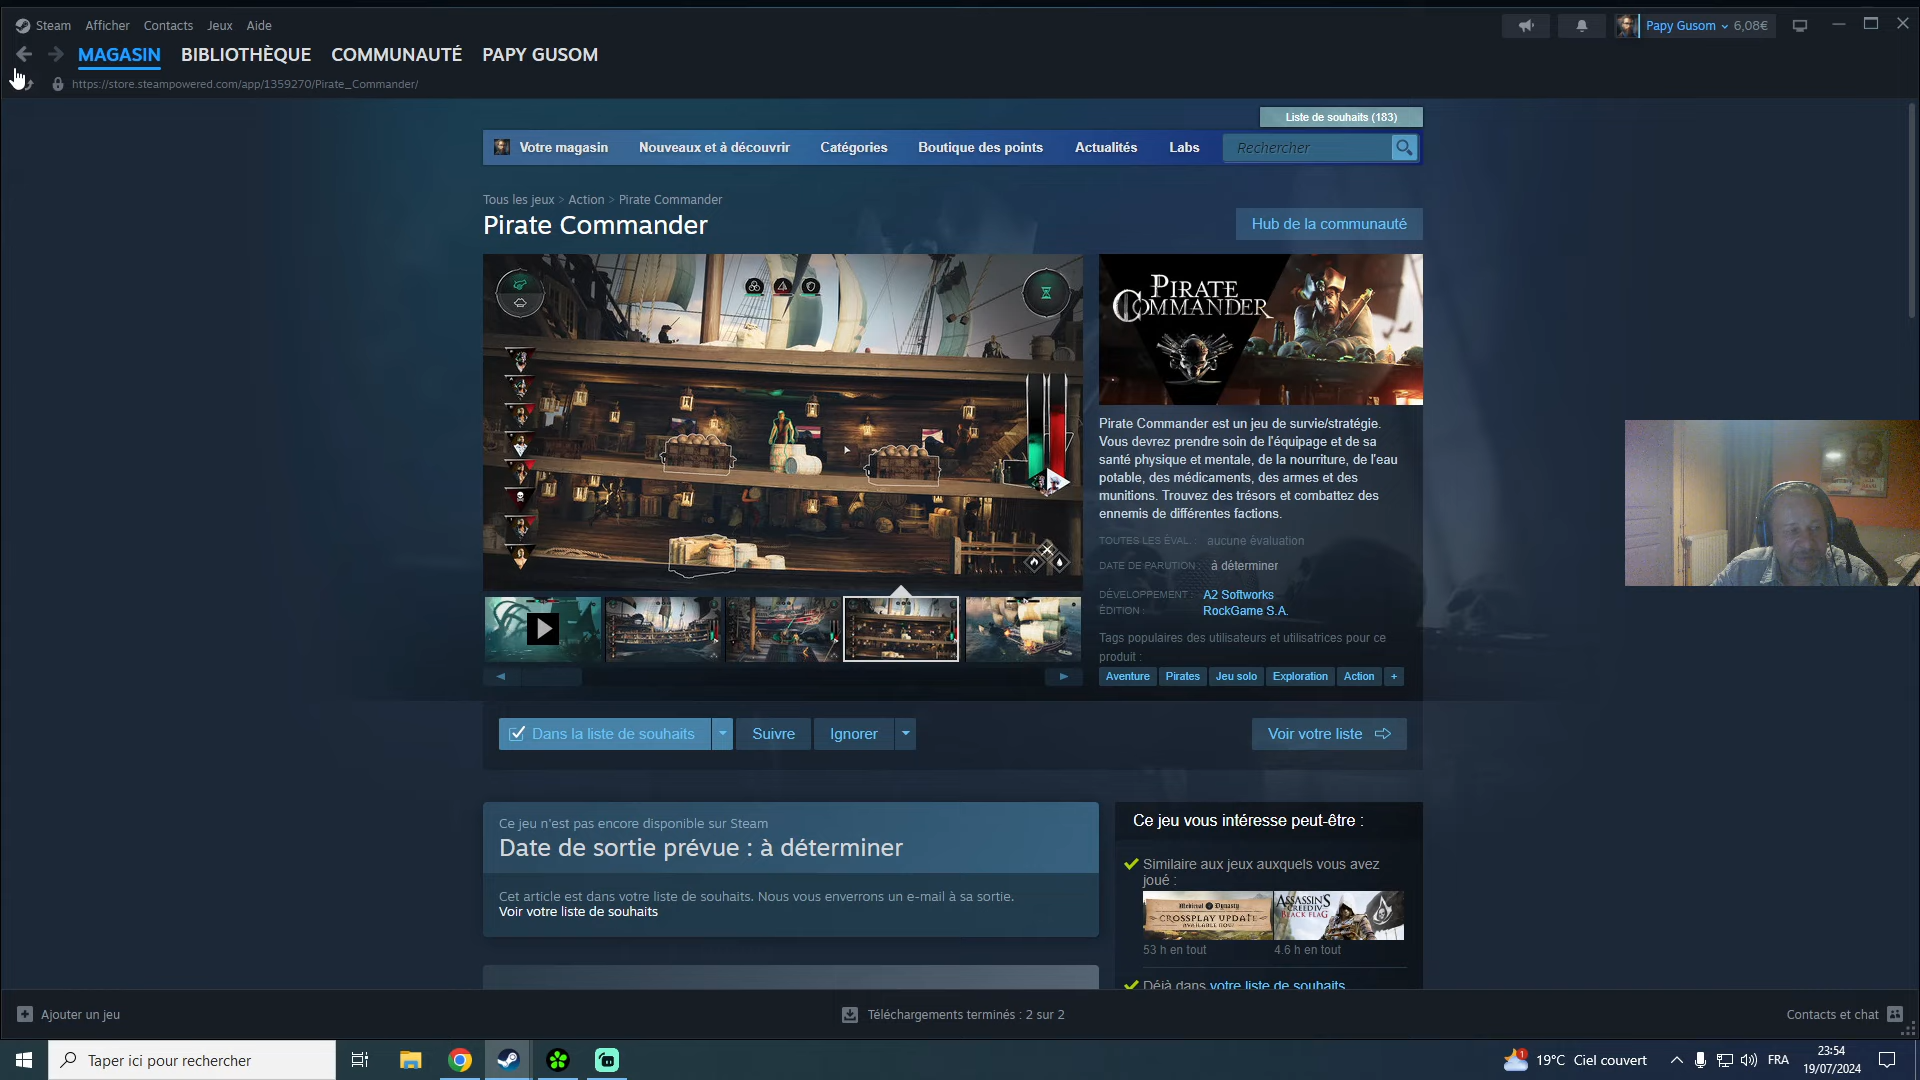 Steam Afficher Contacts Jeux Aide
Papy Gusom 6,08€
MAGASIN BIBLIOTHÈQUE COMMUNAUTÉ PAPY GUSOM
https://store.steampowered.com/app/1359270/Pirate_Commander/
Liste de souhaits (183)
Votre magasin Nouveaux et à découvrir Catégories Boutique des points Actualités Labs Rechercher
Tous les jeux > Action > Pirate Commander
Pirate Commander
Hub de la communauté
PIRATE
COMMANDER
Pirate Commander est un jeu de survie/stratégie.
Vous devrez prendre soin de l'équipage et de sa
santé physique et mentale, de la nourriture, de l'eau
potable, des médicaments, des armes et des
munitions. Trouvez des trésors et combattez des
ennemis de différentes factions.
TOUTES LES ÉVAL. : aucune évaluation
DATE DE PARUTION : à déterminer
DÉVELOPPEMENT : A2 Softworks
ÉDITION : RockGame S.A.
Tags populaires des utilisateurs et utilisatrices pour ce
produit :
Aventure Pirates Jeu solo Exploration Action +
Dans la liste de souhaits Suivre Ignorer Voir votre liste
Ce jeu n'est pas encore disponible sur Steam
Date de sortie prévue : à déterminer
Cet article est dans votre liste de souhaits. Nous vous enverrons un e-mail à sa sortie.
Voir votre liste de souhaits
Ce jeu vous intéresse peut-être :
Similaire aux jeux auxquels vous avez
joué :
Medieval Dynasty
CROSSPLAY UPDATE
AVAILABLE NOW!
ASSASSIN'S
CREED IV
BLACK FLAG
53 h en tout 4.6 h en tout
Déjà dans votre liste de souhaits
Ajouter un jeu Téléchargements terminés : 2 sur 2 Contacts et chat
Taper ici pour rechercher
1 19°C Ciel couvert FRA 23:54
19/07/2024